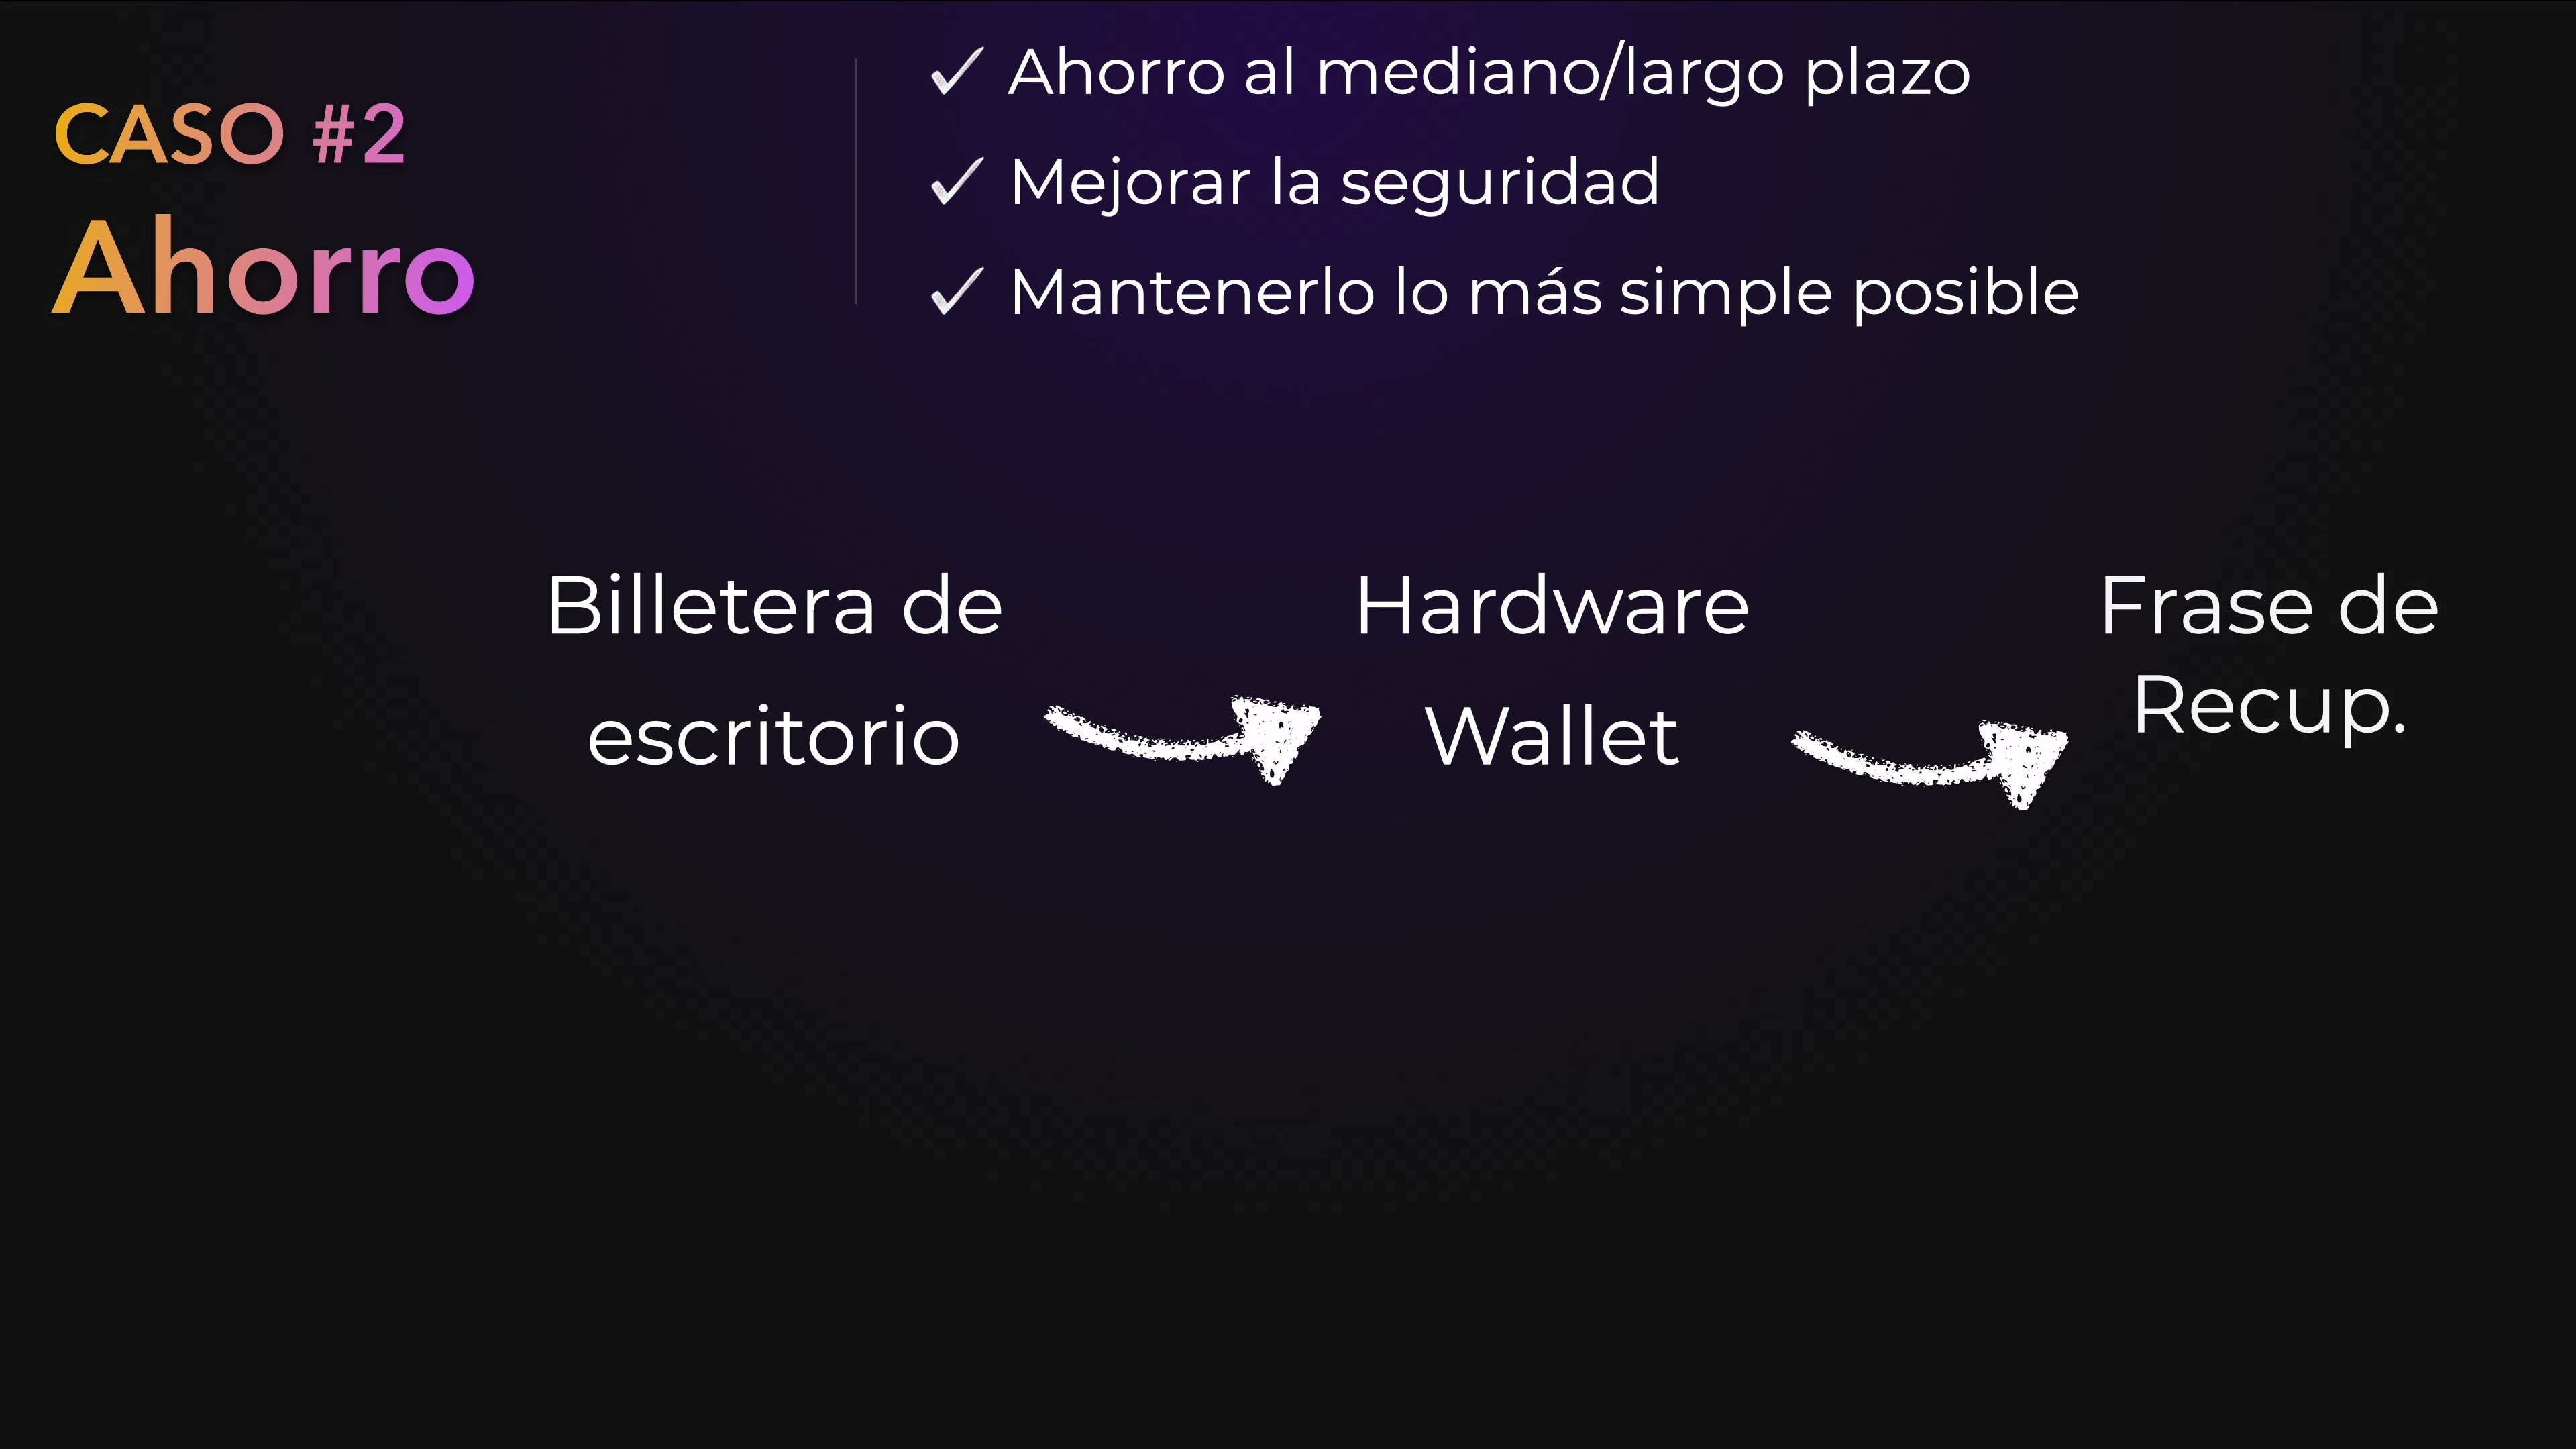 CASO #2
Ahorro
Ahorro al mediano/largo plazo
Mejorar la seguridad
Mantenerlo lo más simple posible
Billetera de
escritorio
Hardware
Wallet
Frase de
Recup.